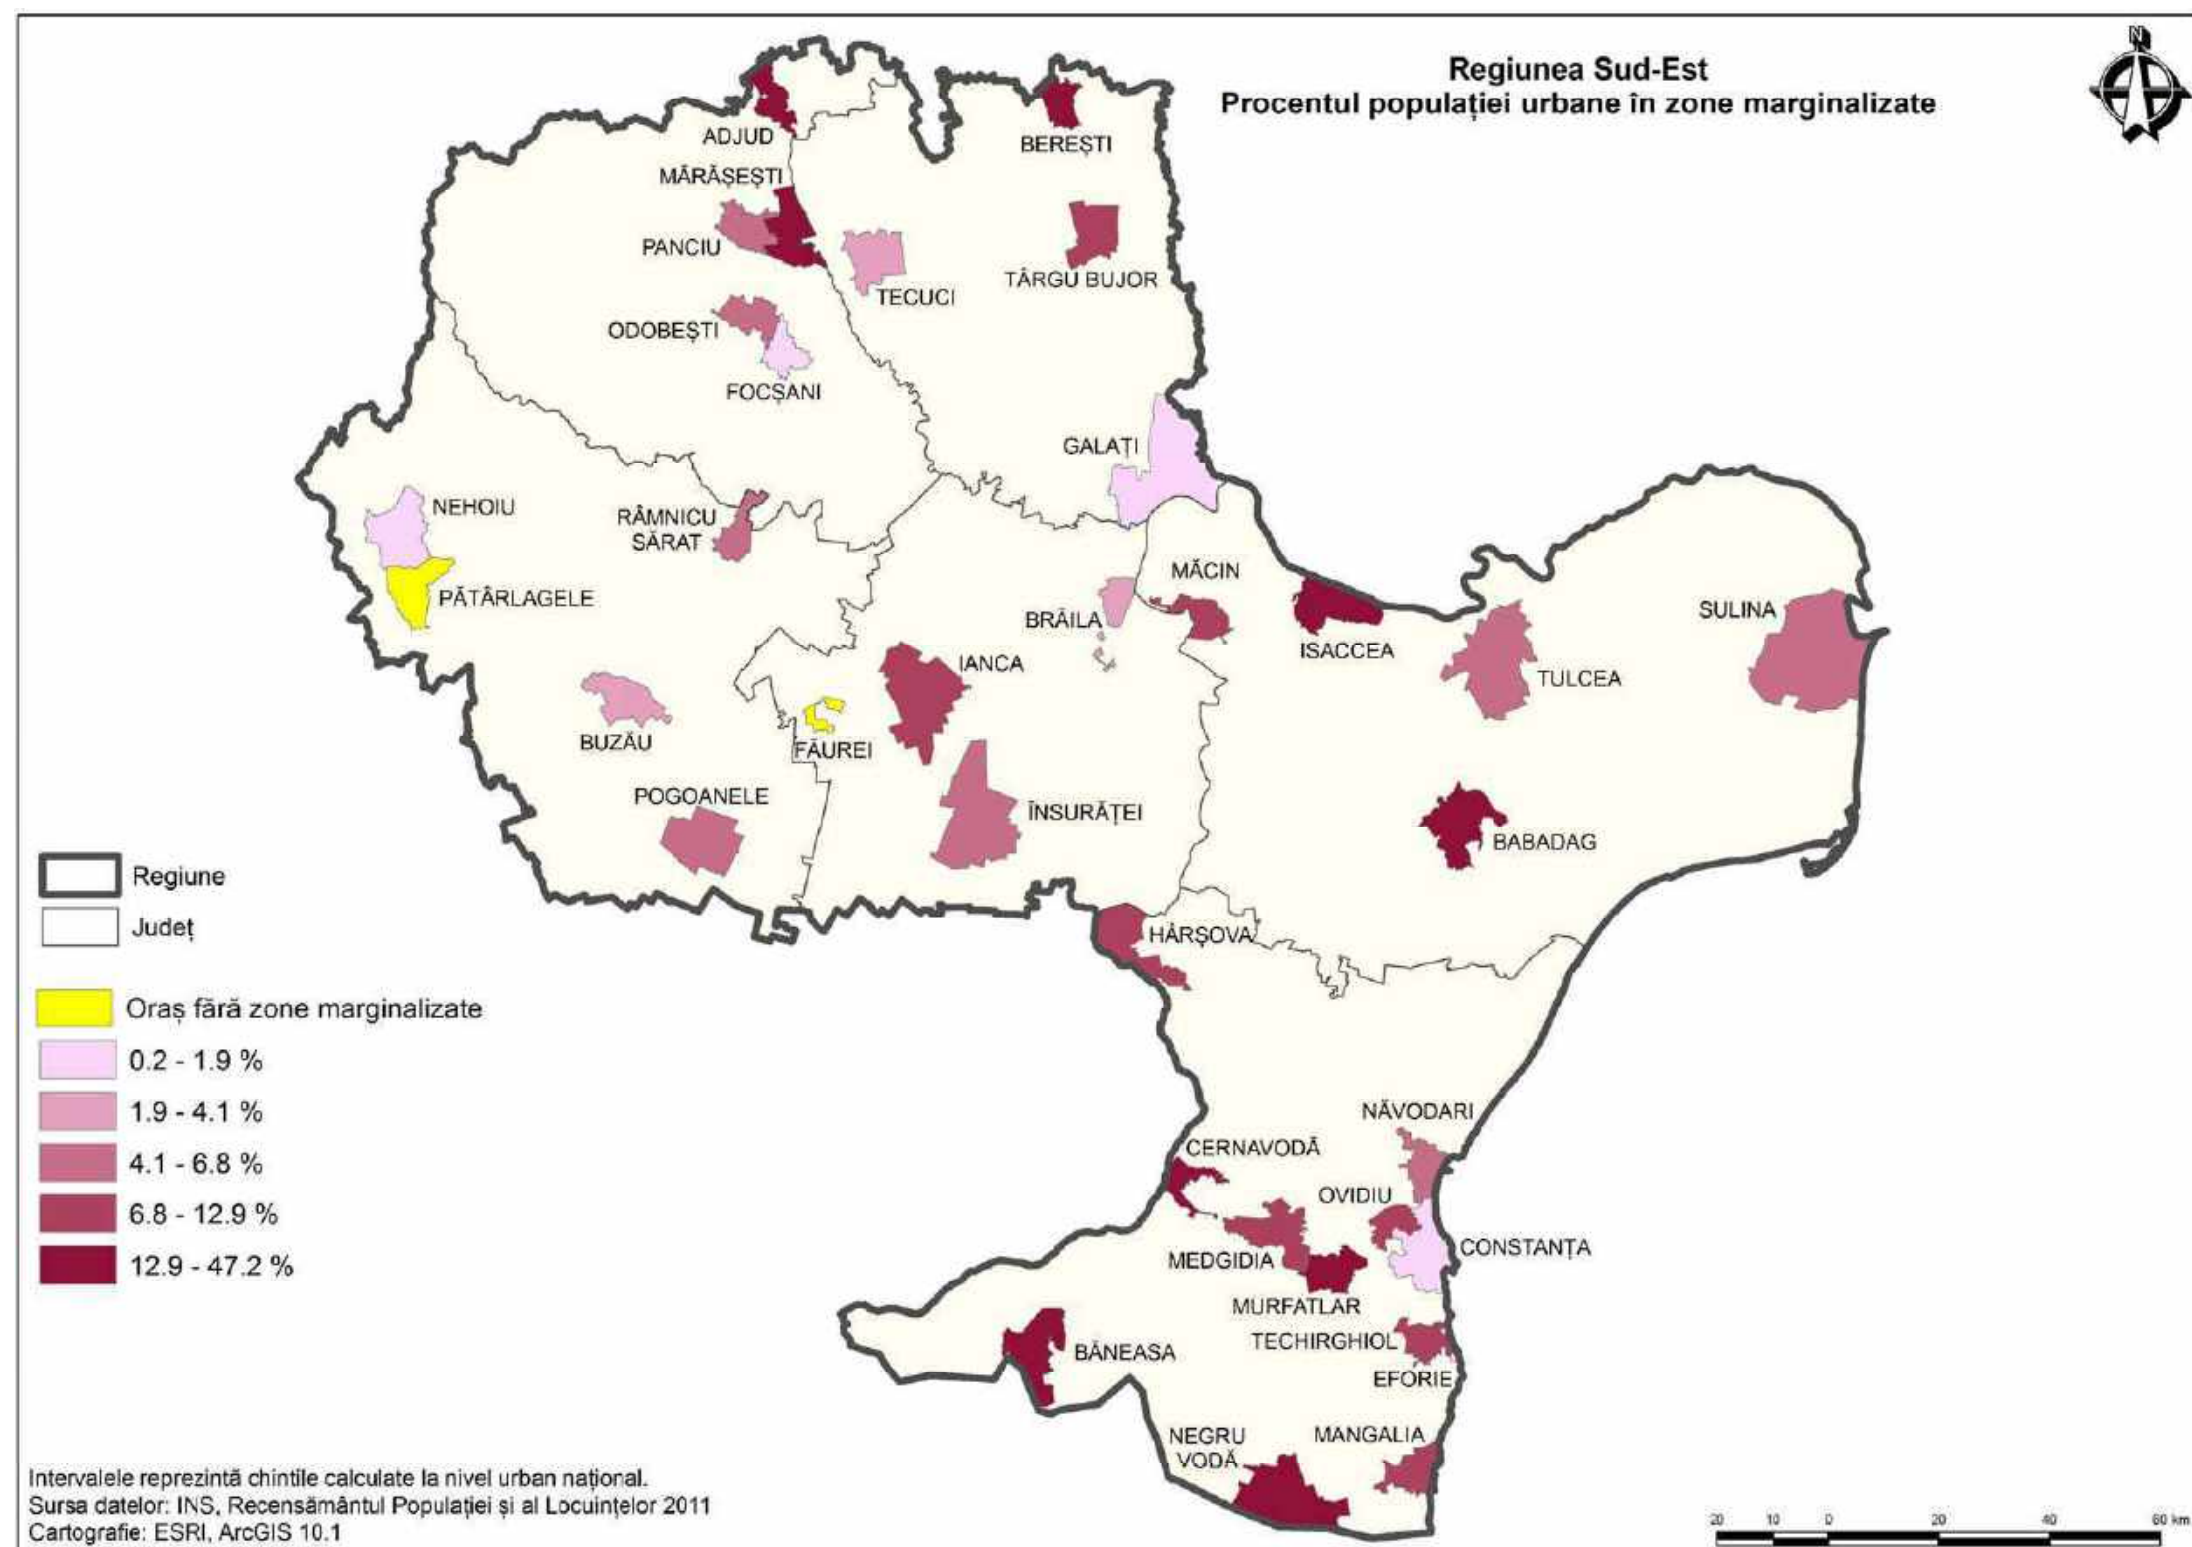 Regiunea Sud-Est
Procentul populației urbane în zone marginalizate
N
ADJUD
BEREȘTI
MĂRĂȘEȘTI
PANCIU
TECUCI
TÂRGU BUJOR
ODOBEȘTI
FOCȘANI
GALAȚI
NEHOIU
RÂMNICU
SĂRAT
PĂTÂRLAGELE
MĂCIN
BRĂILA
ISACCEA
SULINA
TULCEA
IANCA
BUZĂU
FĂUREI
POGOANELE
ÎNSURĂȚEI
BABADAG
HÂRȘOVA
NĂVODARI
CERNAVODĂ
OVIDIU
CONSTANȚA
MEDGIDIA
MURFATLAR
TECHIRGHIOL
BĂNEASA
EFORIE
NEGRU
VODĂ
MANGALIA
Regiune
Județ
Oraș fără zone marginalizate
0.2 - 1.9 %
1.9 - 4.1 %
4.1 - 6.8 %
6.8 - 12.9 %
12.9 - 47.2 %
Intervalele reprezintă chintile calculate la nivel urban național.
Sursa datelor: INS, Recensământul Populației și al Locuințelor 2011
Cartografie: ESRI, ArcGIS 10.1
20 10 0 20 40 60 km